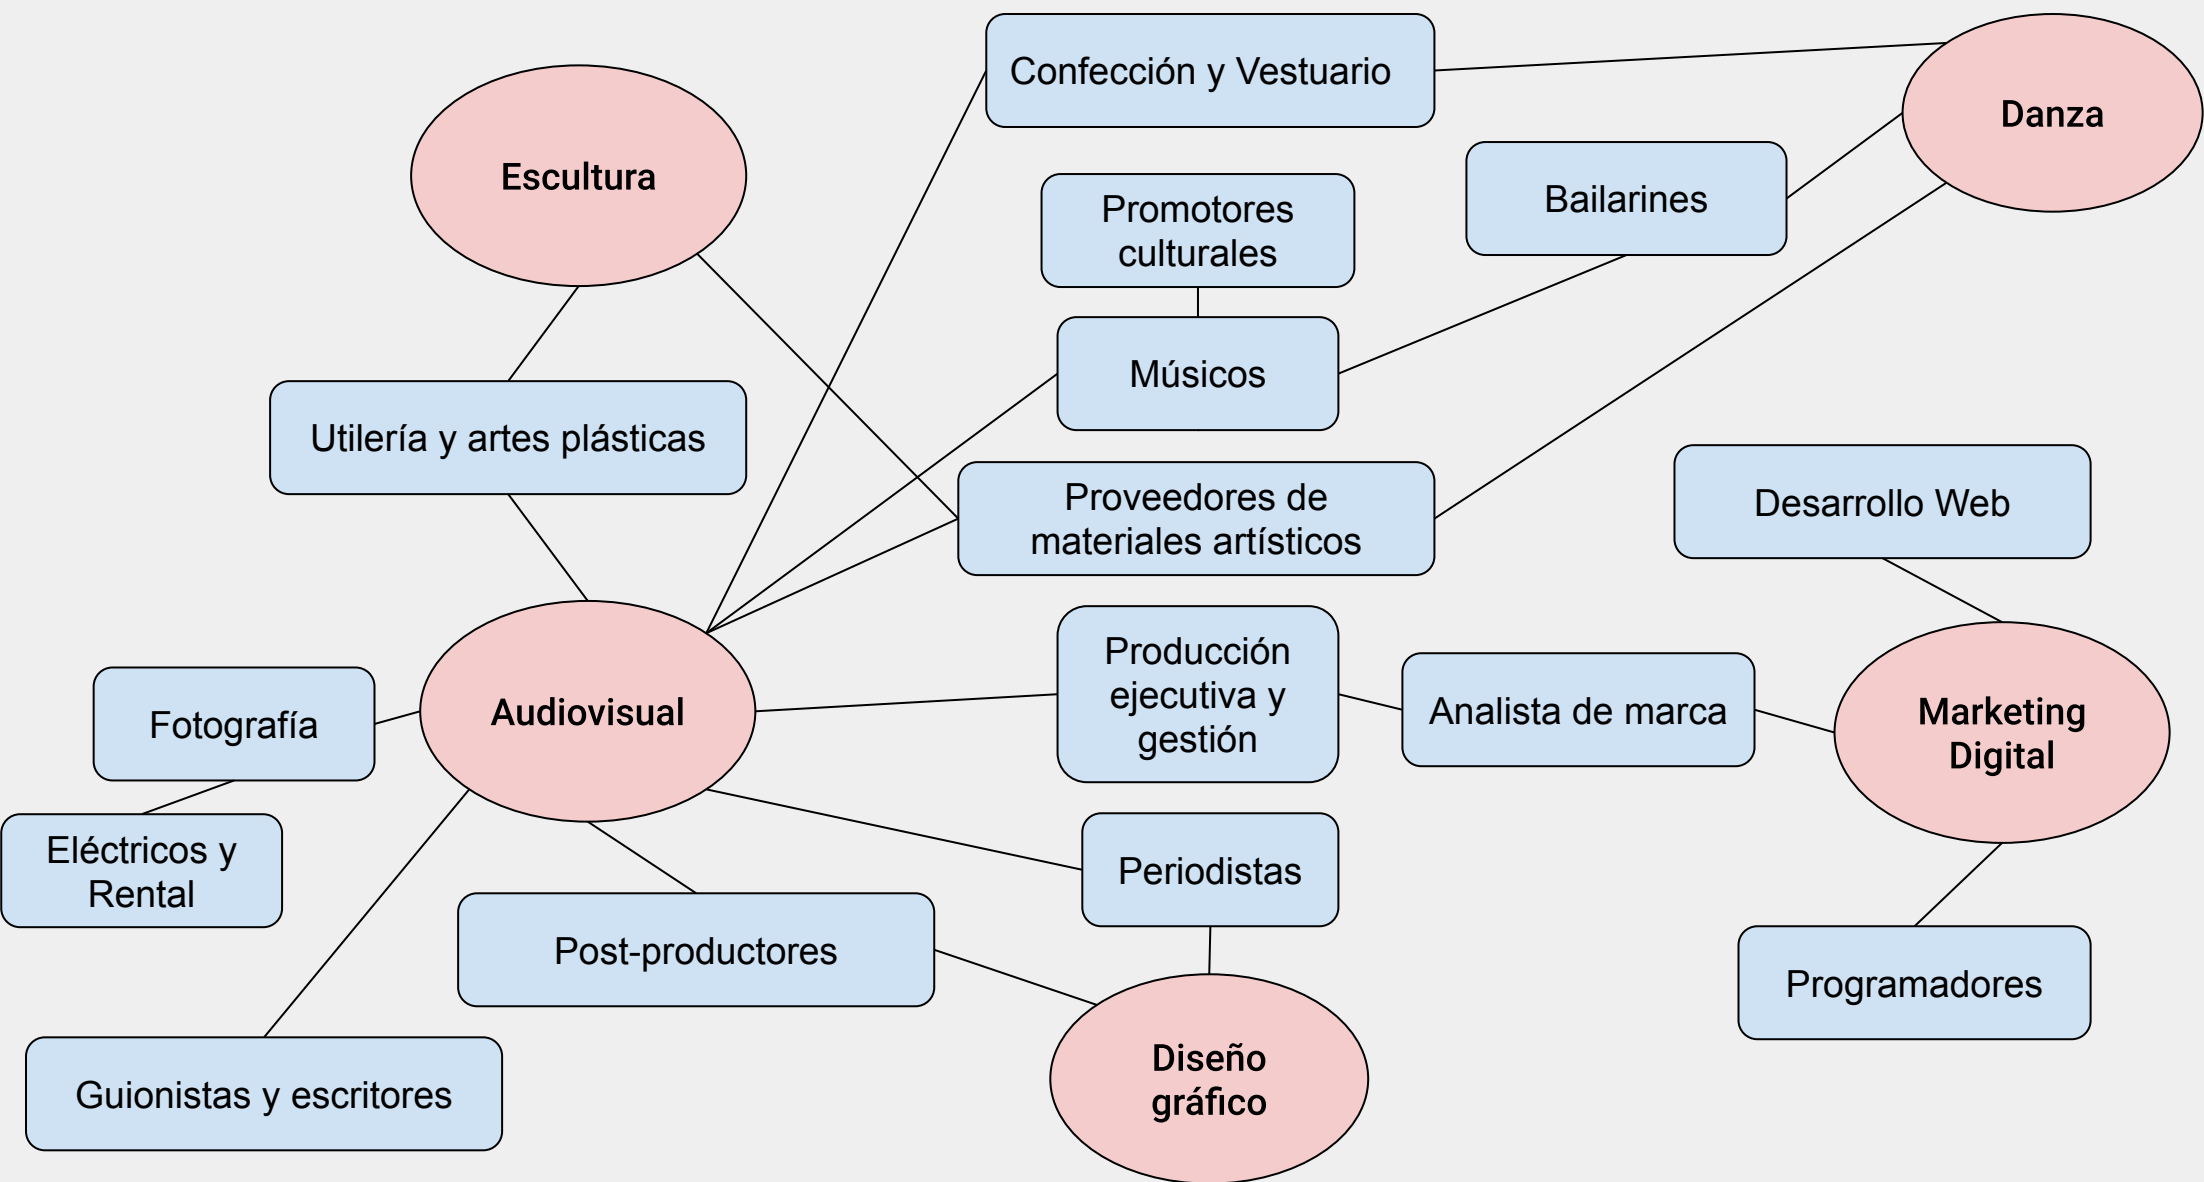 Confección y Vestuario
Danza
Escultura
Bailarines
Promotores
culturales
Músicos
Utilería y artes plásticas
Proveedores de
materiales artísticos
Desarrollo Web
Producción
ejecutiva y
gestión
Fotografía
Audiovisual
Analista de marca
Marketing
Digital
Eléctricos y
Rental
Periodistas
Post-productores
Programadores
Guionistas y escritores
Diseño
gráfico